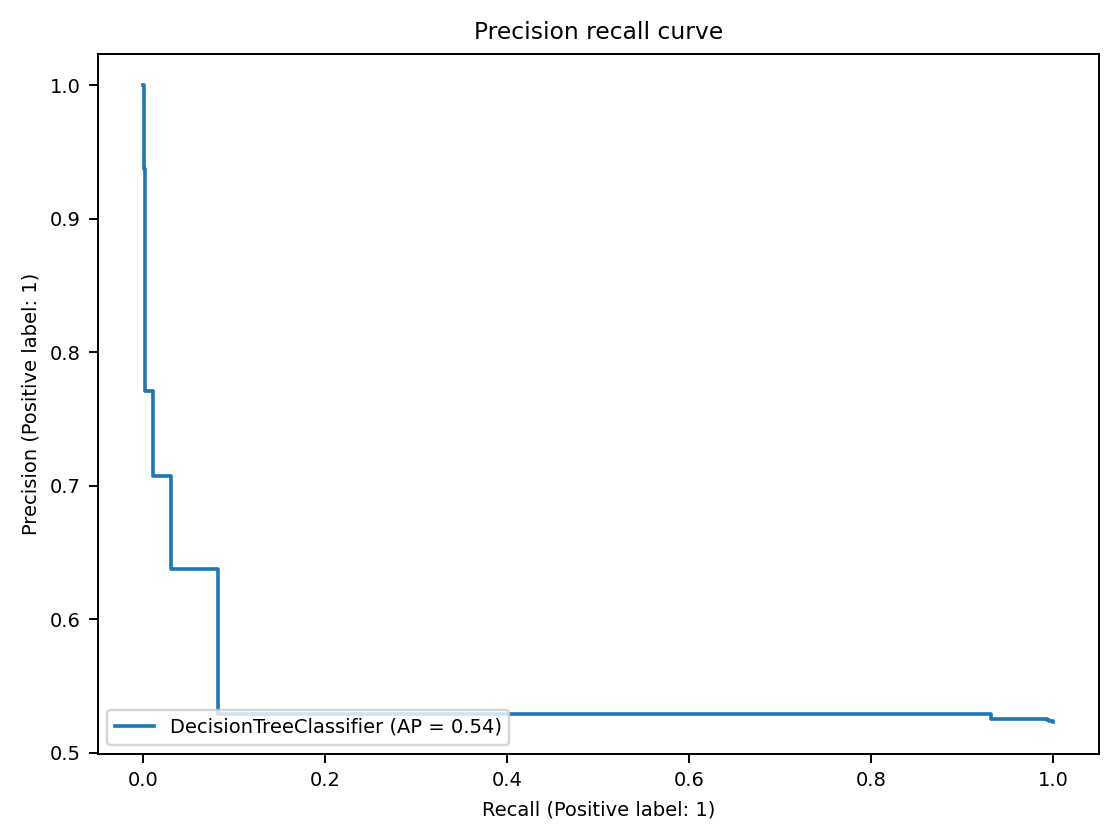 Precision recall curve
1.0
0.9
0.8
0.7
0.6
0.5
Precision (Positive label: 1)
DecisionTreeClassifier (AP = 0.54)
0.0 0.2 0.4 0.6 0.8 1.0
Recall (Positive label: 1)